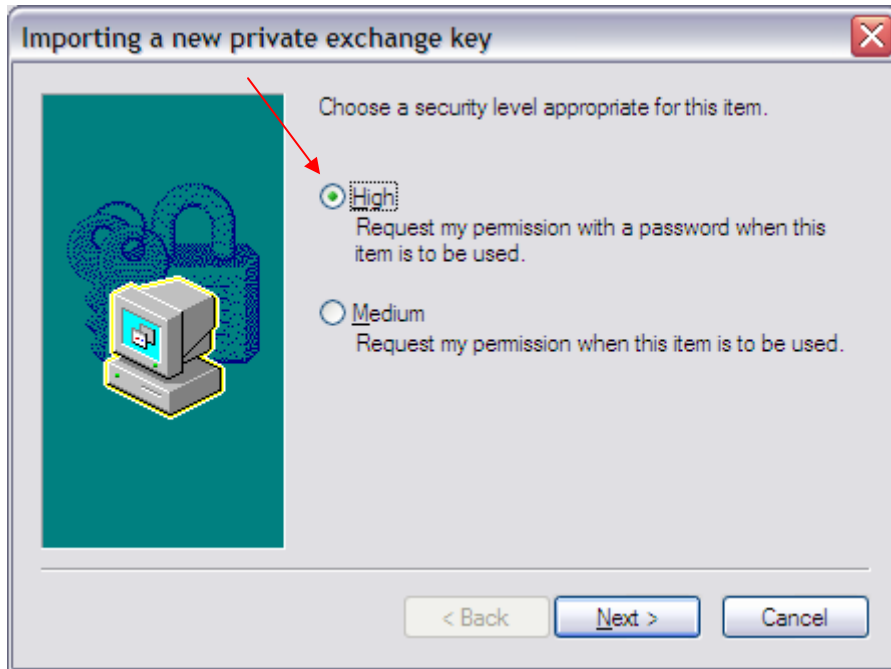 Importing a new private exchange key
Choose a security level appropriate for this item.
High
Request my permission with a password when this
item is to be used.
Medium
Request my permission when this item is to be used.
< Back
Next >
Cancel